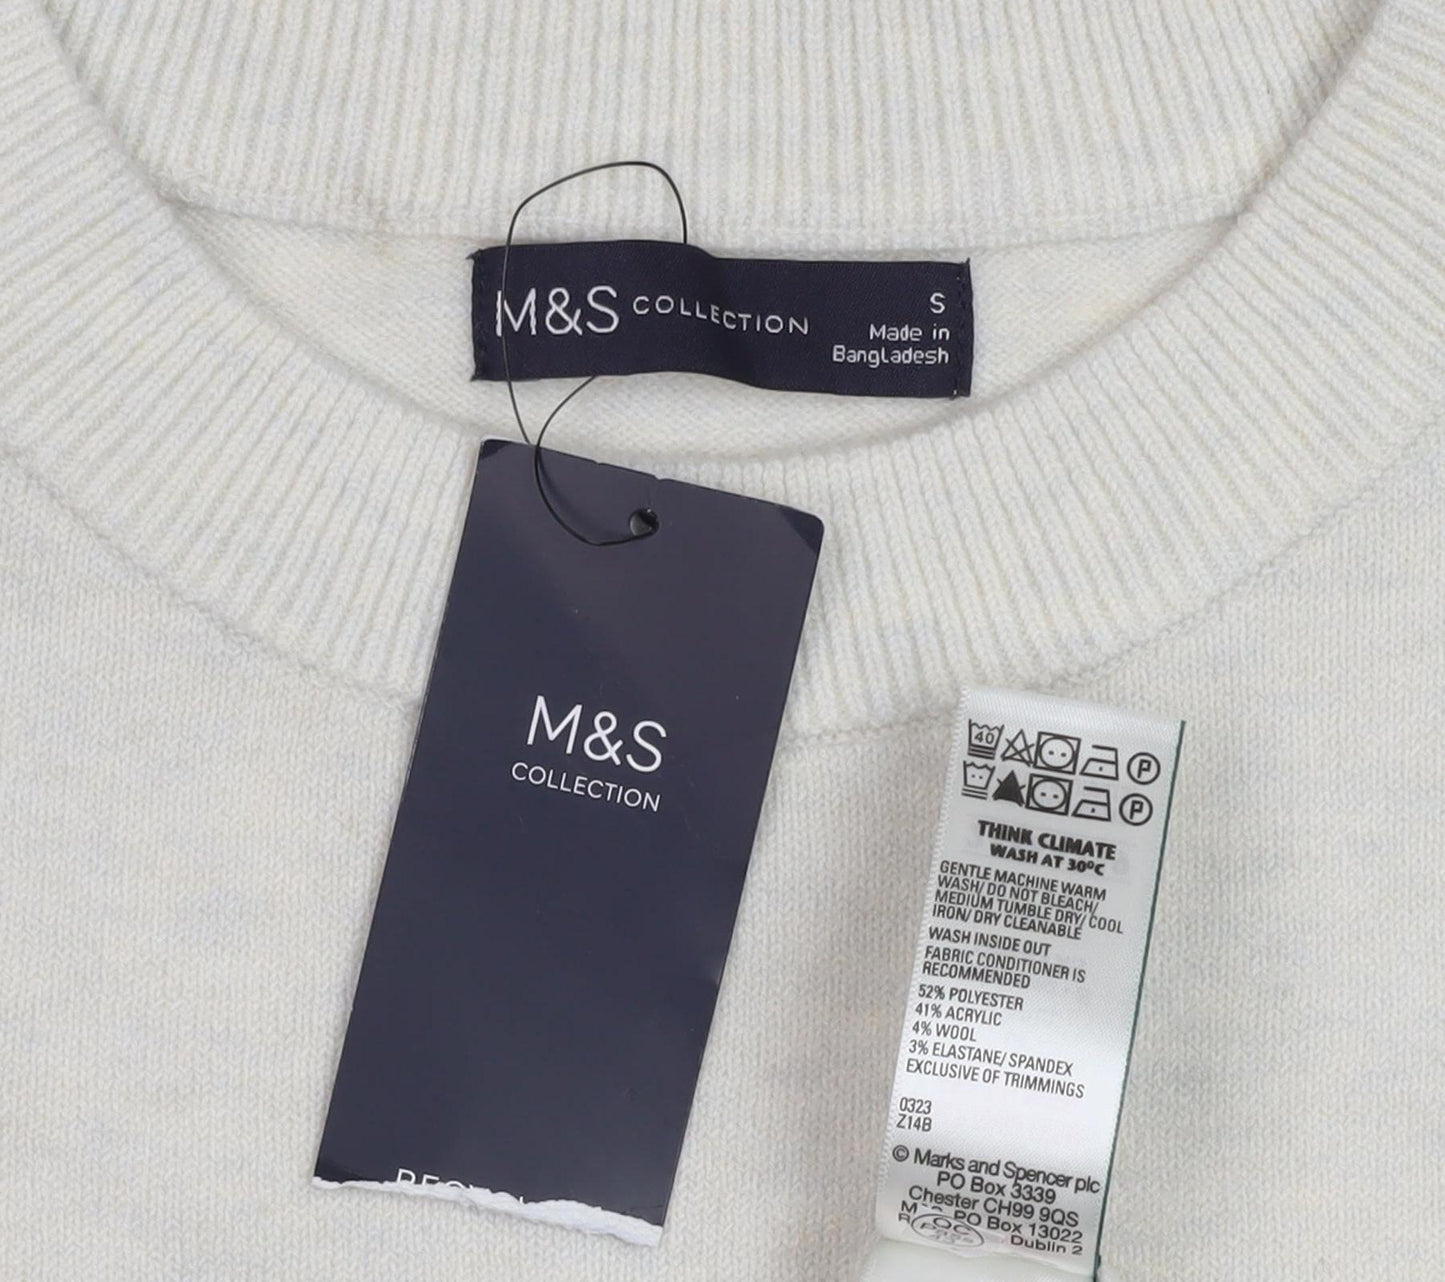 M&S COLLECTION
S
Made in
Bangladesh
M&S
COLLECTION
40
P
P
THINK CLIMATE
WASH AT 30°C
GENTLE MACHINE WARM
WASH/ DO NOT BLEACH/
MEDIUM TUMBLE DRY/ COOL
IRON/ DRY CLEANABLE
WASH INSIDE OUT
FABRIC CONDITIONER IS
RECOMMENDED
52% POLYESTER
41% ACRYLIC
4% WOOL
3% ELASTANE/ SPANDEX
EXCLUSIVE OF TRIMMINGS
0323
Z14B
© Marks and Spencer plc
PO Box 3339
Chester CH99 9QS
PO Box 13022
Dublin 2